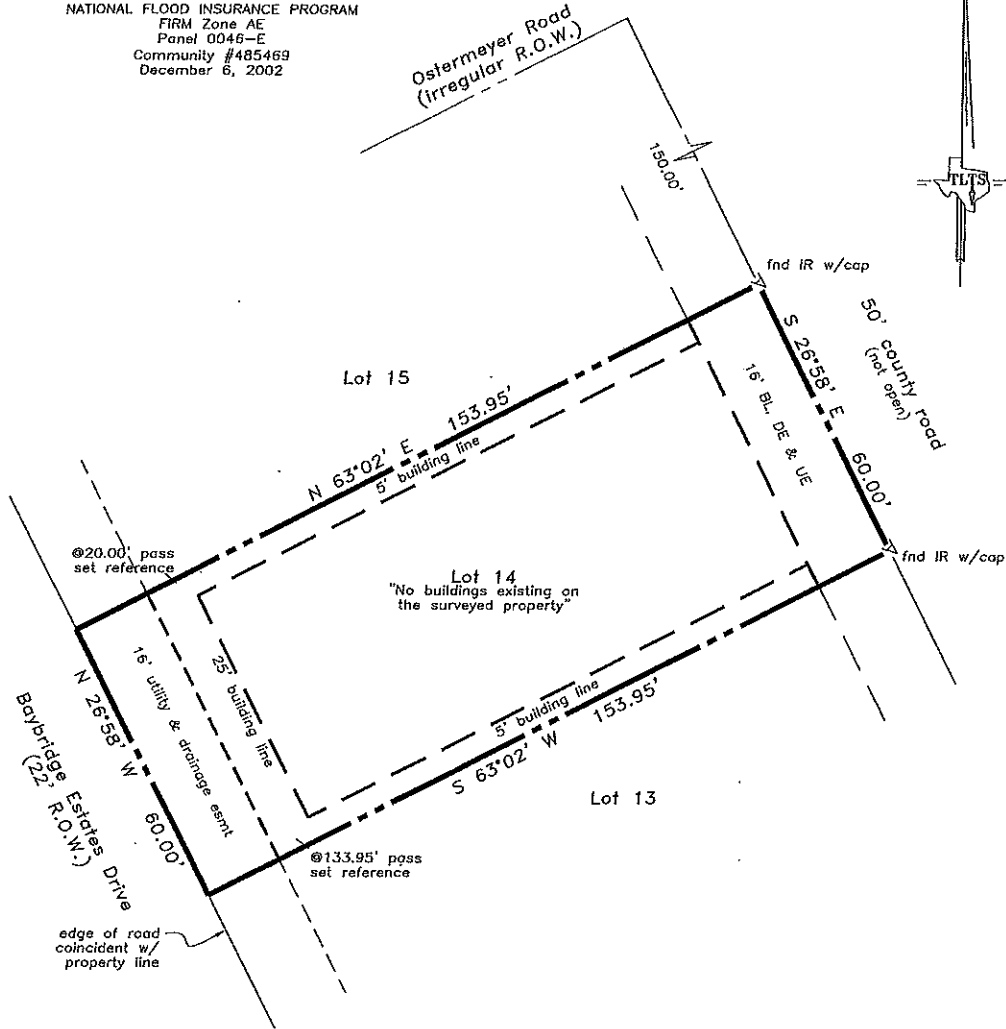 NATIONAL FLOOD INSURANCE PROGRAM
FIRM Zone AE
Panel 0046-E
Community #485469
December 6, 2002
Ostermeyer Road
(irregular R.O.W.)
150.00'
TLTS
fnd IR w/cap
50' county road
(not open)
S 26°58' E 60.00'
16' BL, DE & UE
Lot 15
N 63°02' E 153.95'
5' building line
@20.00' pass
set reference
Lot 14
"No buildings existing on
the surveyed property"
fnd IR w/cap
25' building line
16' utility & drainage esmt
N 26°58' W 60.00'
Baybridge Estates Drive
(22' R.O.W.)
5' building line
S 63°02' W 153.95'
Lot 13
@133.95' pass
set reference
edge of road
coincident w/
property line